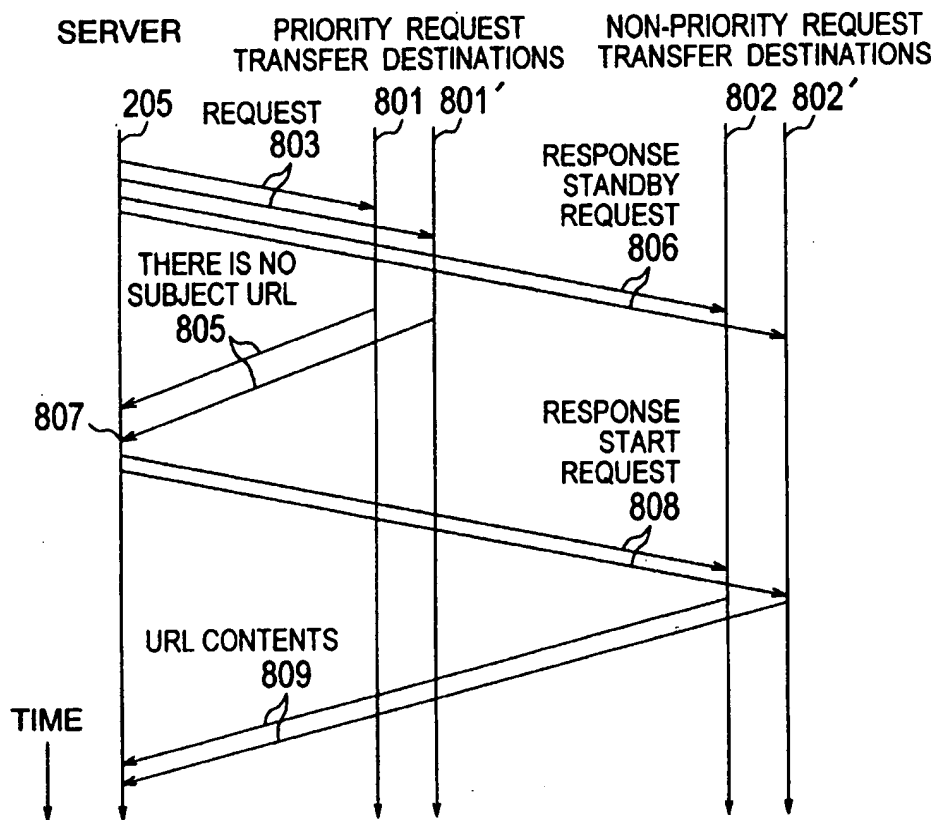 SERVER
PRIORITY REQUEST
TRANSFER DESTINATIONS
NON-PRIORITY REQUEST
TRANSFER DESTINATIONS
205
REQUEST
803
801
801'
802
802'
RESPONSE
STANDBY
REQUEST
806
THERE IS NO
SUBJECT URL
805
807
RESPONSE
START
REQUEST
808
URL CONTENTS
809
TIME